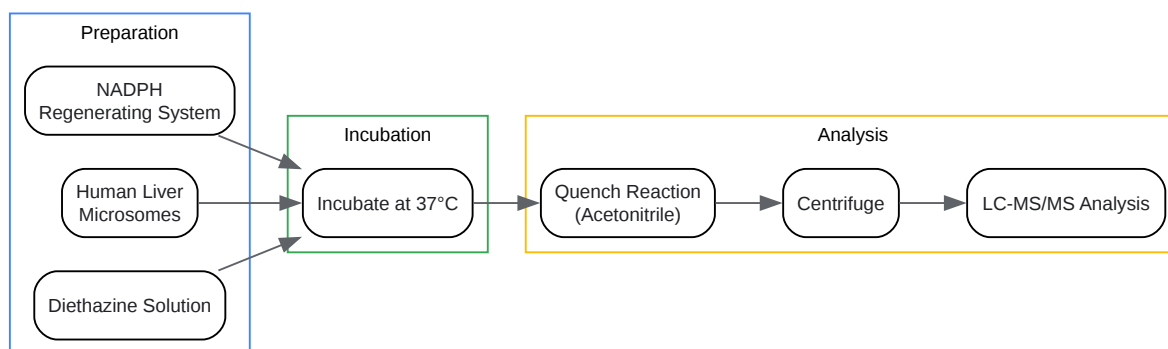 Preparation
NADPH
Regenerating System
Human Liver
Microsomes
Diethazine Solution
Incubation
Incubate at 37°C
Analysis
Quench Reaction
(Acetonitrile)
Centrifuge
LC-MS/MS Analysis